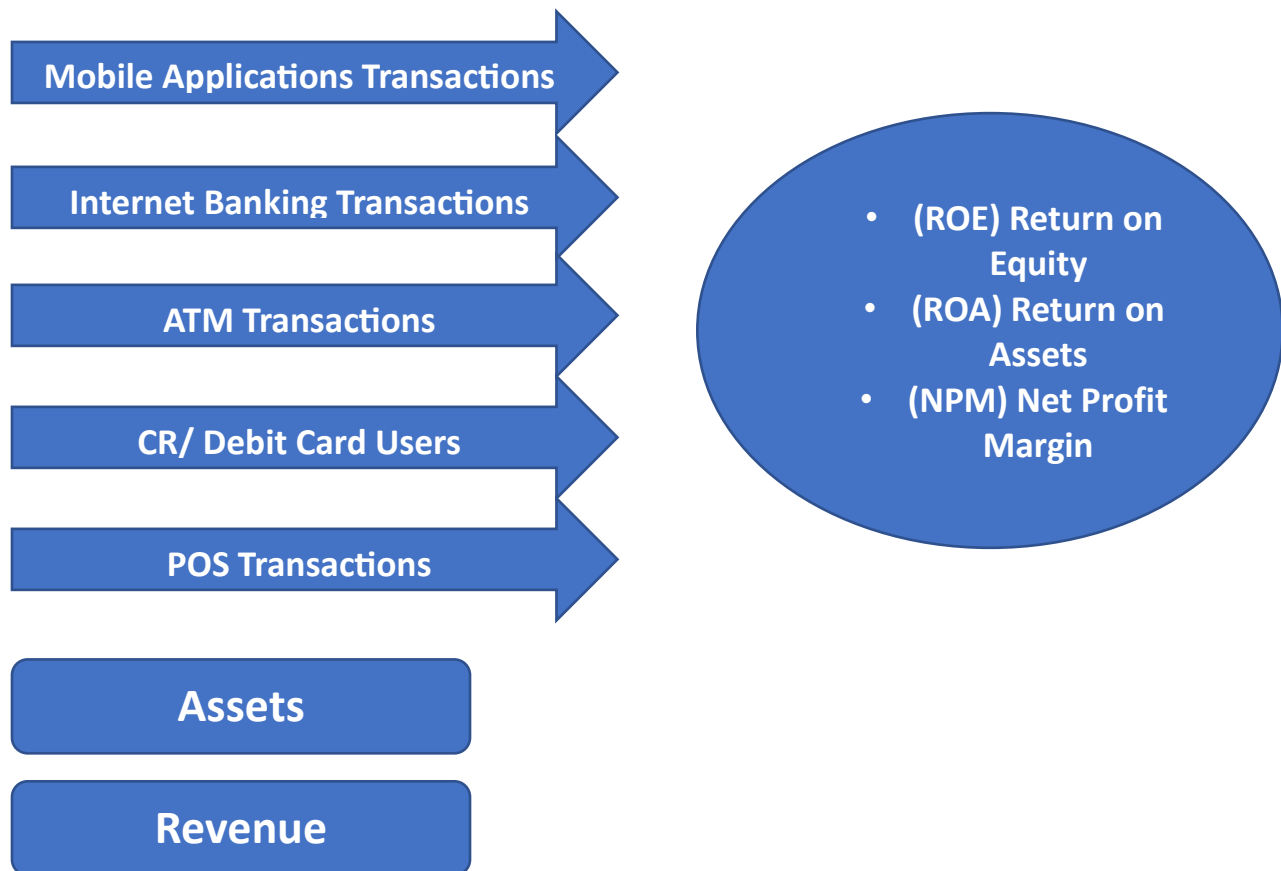 Mobile Applications Transactions
Internet Banking Transactions
ATM Transactions
CR/ Debit Card Users
POS Transactions
Assets
Revenue
• (ROE) Return on
Equity
• (ROA) Return on
Assets
• (NPM) Net Profit
Margin